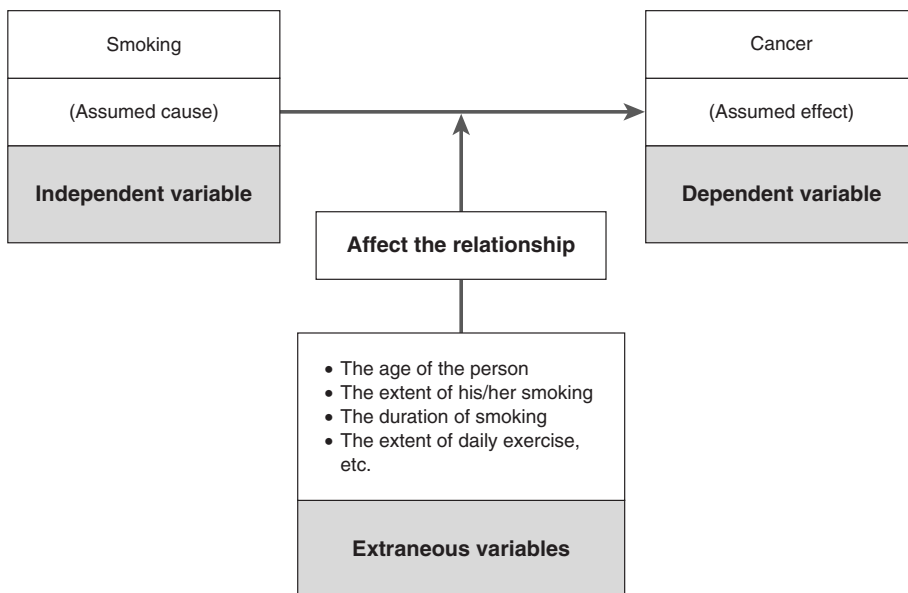 Smoking
(Assumed cause)
Independent variable
Cancer
(Assumed effect)
Dependent variable
Affect the relationship
• The age of the person
• The extent of his/her smoking
• The duration of smoking
• The extent of daily exercise,
etc.
Extraneous variables